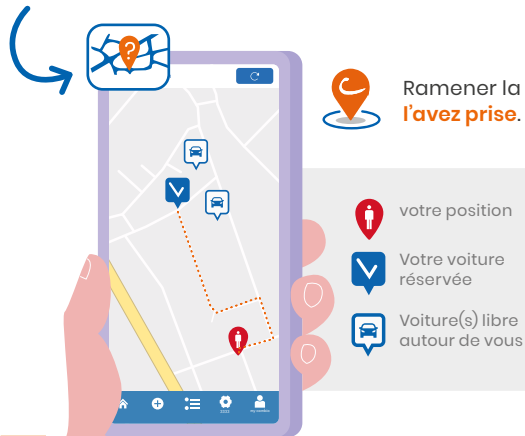 ?
Ramener la
l'avez prise.
votre position
Votre voiture
réservée
Voiture(s) libre
autour de vous